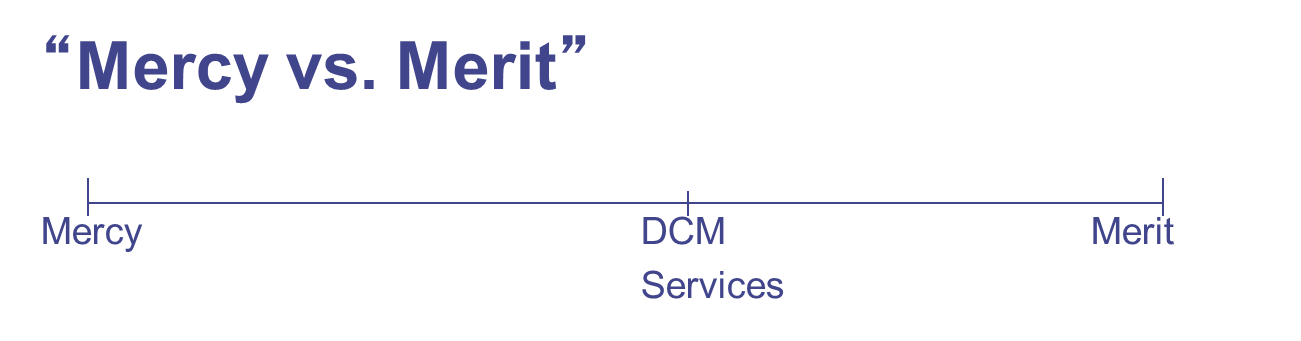 “Mercy vs. Merit”
Mercy DCM Merit
Services